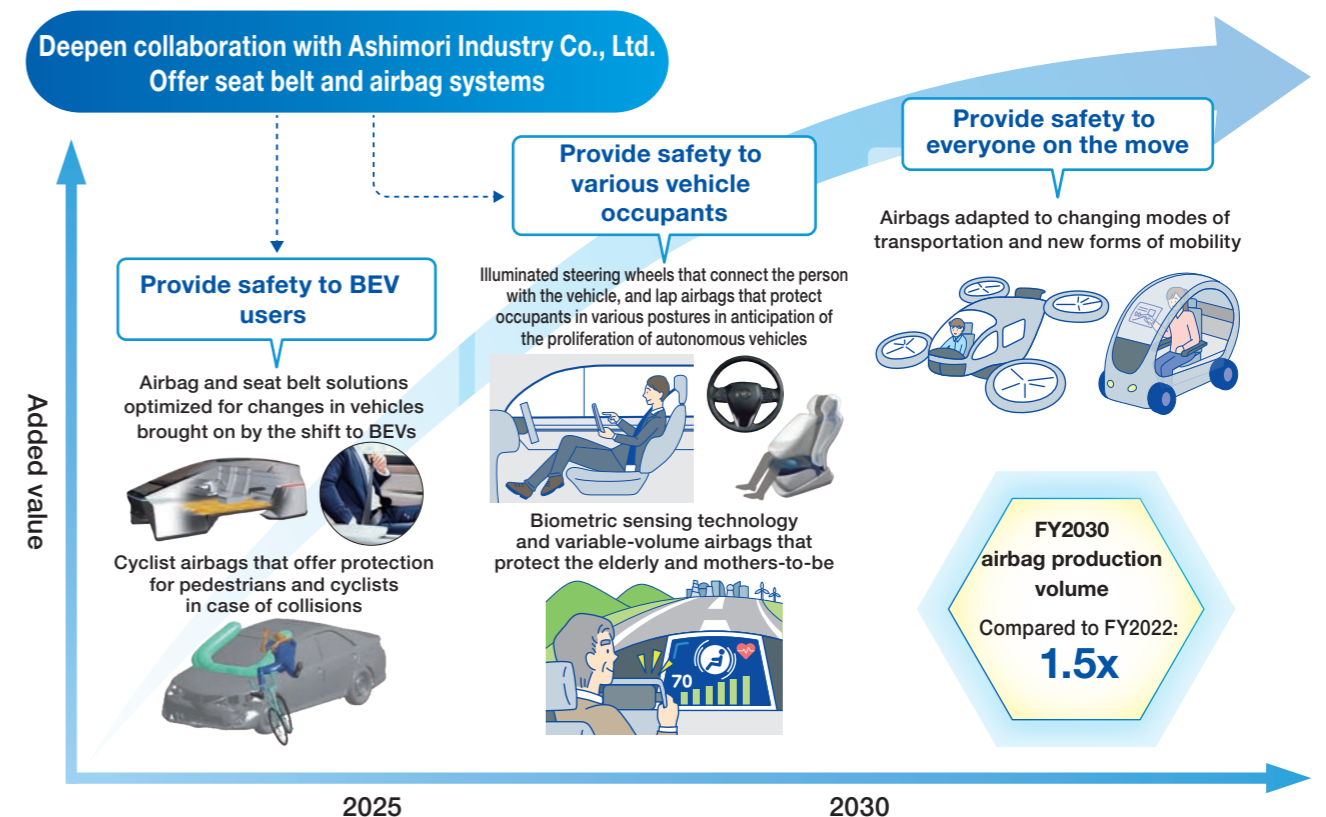 Deepen collaboration with Ashimori Industry Co., Ltd.
Offer seat belt and airbag systems
Provide safety to
everyone on the move
Airbags adapted to changing modes of
transportation and new forms of mobility
Provide safety to
various vehicle
occupants
Illuminated steering wheels that connect the person
with the vehicle, and lap airbags that protect
occupants in various postures in anticipation of
the proliferation of autonomous vehicles
Biometric sensing technology
and variable-volume airbags that
protect the elderly and mothers-to-be
70
Provide safety to BEV
users
Airbag and seat belt solutions
optimized for changes in vehicles
brought on by the shift to BEVs
Cyclist airbags that offer protection
for pedestrians and cyclists
in case of collisions
FY2030
airbag production
volume
Compared to FY2022:
1.5x
Added value
2025
2030